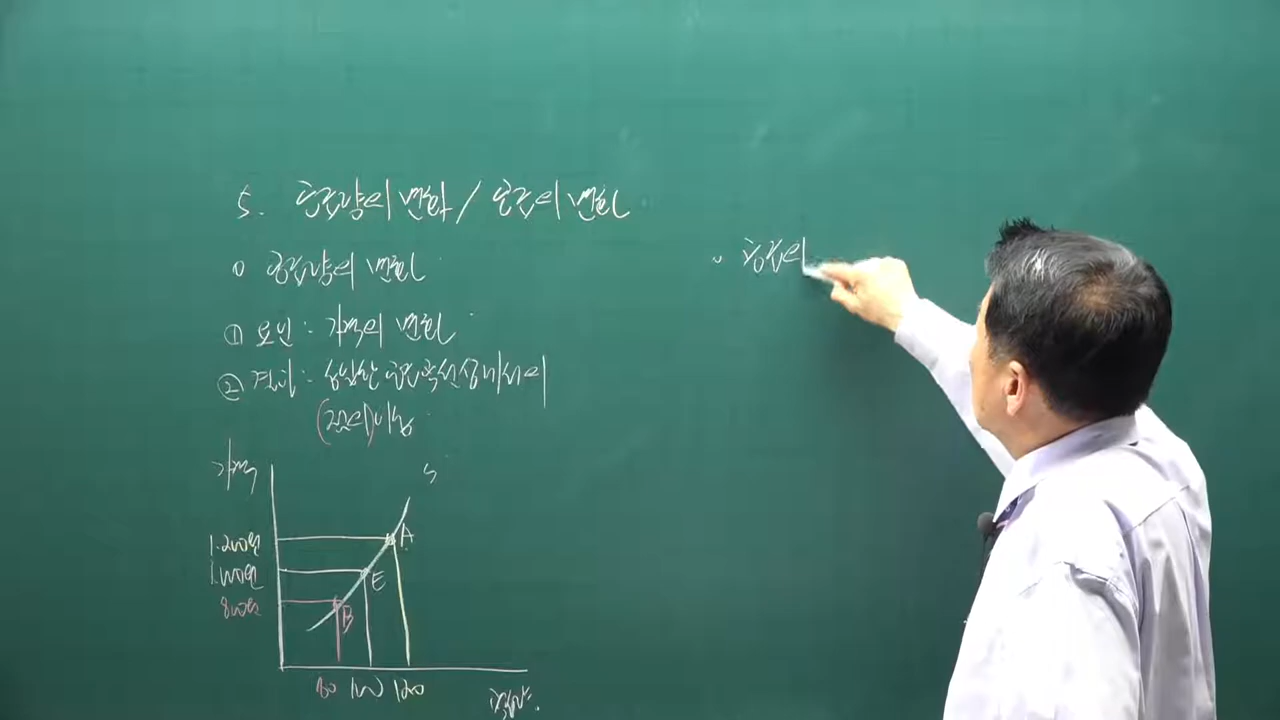 5. 공급량의 변화 / 공급의 변화
○ 공급량의 변화
① 요인 : 가격의 변화
② 결과 : 동일한 공급곡선상에서의
(점의)이동
가격
S
1.200원
A
1.000원
E
800원
B
80 100 120
공급량
○ 공급의